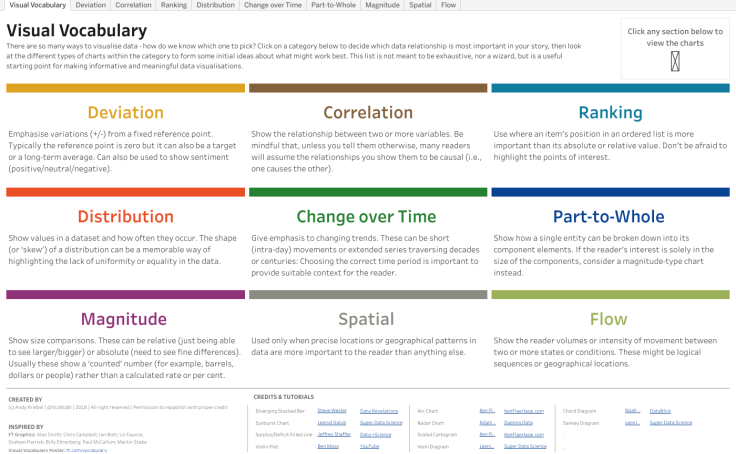 Visual Vocabulary Deviation Correlation Ranking Distribution Change over Time Part-to-Whole Magnitude Spatial Flow
Visual Vocabulary
There are so many ways to visualise data - how do we know which one to pick? Click on a category below to decide which data relationship is most important in your story, then look
at the different types of charts within the category to form some initial ideas about what might work best. This list is not meant to be exhaustive, nor a wizard, but is a useful
starting point for making informative and meaningful data visualisations.
Click any section below to
view the charts
Deviation
Emphasise variations (+/-) from a fixed reference point.
Typically the reference point is zero but it can also be a target
or a long-term average. Can also be used to show sentiment
(positive/neutral/negative).
Correlation
Show the relationship between two or more variables. Be
mindful that, unless you tell them otherwise, many readers
will assume the relationships you show them to be causal (i.e.,
one causes the other).
Ranking
Use where an item's position in an ordered list is more
important than its absolute or relative value. Don't be afraid to
highlight the points of interest.
Distribution
Show values in a dataset and how often they occur. The shape
(or 'skew') of a distribution can be a memorable way of
highlighting the lack of uniformity or equality in the data.
Change over Time
Give emphasis to changing trends. These can be short
(intra-day) movements or extended series traversing decades
or centuries: Choosing the correct time period is important to
provide suitable context for the reader.
Part-to-Whole
Show how a single entity can be broken down into its
component elements. If the reader's interest is solely in the
size of the components, consider a magnitude-type chart
instead.
Magnitude
Show size comparisons. These can be relative (just being able
to see larger/bigger) or absolute (need to see fine differences).
Usually these show a 'counted' number (for example, barrels,
dollars or people) rather than a calculated rate or per cent.
Spatial
Used only when precise locations or geographical patterns in
data are more important to the reader than anything else.
Flow
Show the reader volumes or intensity of movement between
two or more states or conditions. These might be logical
sequences or geographical locations.
CREATED BY
(c) Andy Kriebel | @VizWizBI | 2018 | All right reserved | Permission to republish with proper credit
INSPIRED BY
FT Graphics: Alan Smith; Chris Campbell; Ian Bott; Liz Faunce;
Graham Parrish; Billy Ehrenberg; Paul McCallum; Martin Stabe
Visual Vocabulary Poster: ft.com/vocabulary
CREDITS & TUTORIALS
Diverging Stacked Bar Steve Wexler Data Revelations
Sunburst Chart Leonid Golub Super Data Science
Surplus/Deficit Filled Line Jeffrey Shaffer Data +Science
Violin Plot Ben Moss YouTube
Arc Chart Ken Fl.. KenFlaerlage.com
Radar Chart Adam .. Dueling Data
Scaled Cartogram Ken Fl.. KenFlaerlage.com
Venn Diagram Leoni.. Super Data Science
Chord Diagram Noah .. DataBlick
Sankey Diagram Leoni.. Super Data Science